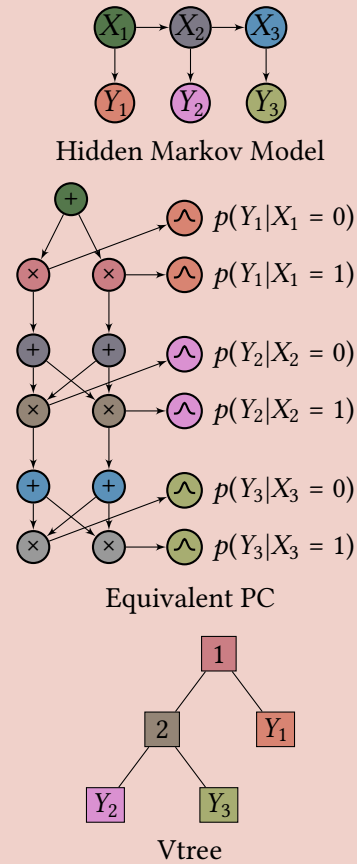 X₁ X₂ X₃
Y₁ Y₂ Y₃
Hidden Markov Model
+
p(Y₁|X₁ = 0)
× × p(Y₁|X₁ = 1)
+ + p(Y₂|X₂ = 0)
× × p(Y₂|X₂ = 1)
+ + p(Y₃|X₃ = 0)
× × p(Y₃|X₃ = 1)
Equivalent PC
1
2 Y₁
Y₂ Y₃
Vtree